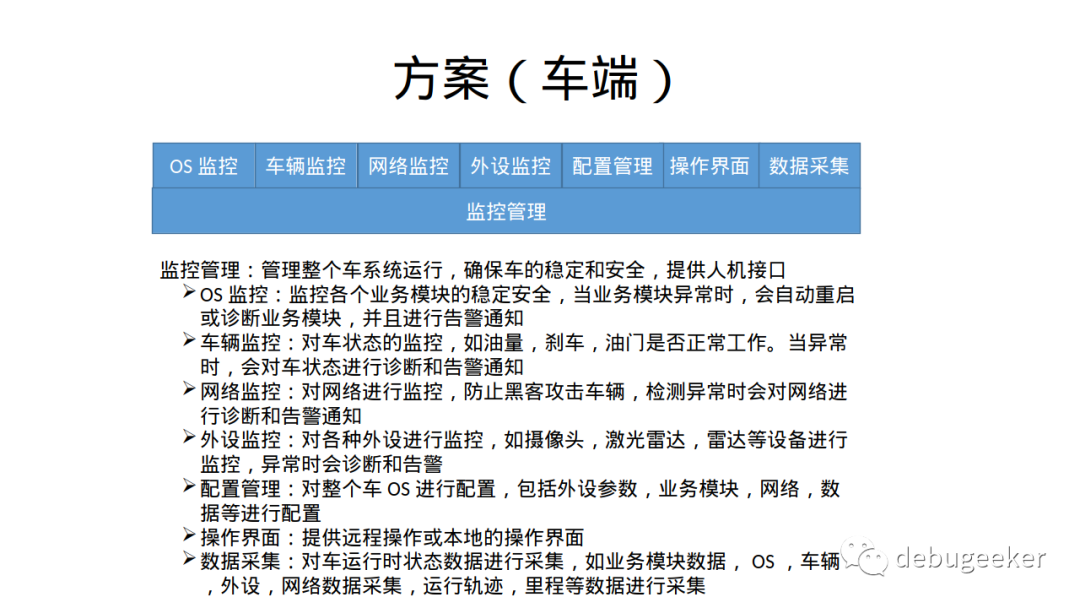 方案（车端）
OS 监控 车辆监控 网络监控 外设监控 配置管理 操作界面 数据采集
监控管理
监控管理：管理整个车系统运行，确保车的稳定和安全，提供人机接口
➢OS 监控：监控各个业务模块的稳定安全，当业务模块异常时，会自动重启
或诊断业务模块，并且进行告警通知
➢车辆监控：对车状态的监控，如油量，刹车，油门是否正常工作。当异常
时，会对车状态进行诊断和告警通知
➢网络监控：对网络进行监控，防止黑客攻击车辆，检测异常时会对网络进
行诊断和告警通知
➢外设监控：对各种外设进行监控，如摄像头，激光雷达，雷达等设备进行
监控，异常时会诊断和告警
➢配置管理：对整个车 OS 进行配置，包括外设参数，业务模块，网络，数
据等进行配置
➢操作界面：提供远程操作或本地的操作界面
➢数据采集：对车运行时状态数据进行采集，如业务模块数据， OS ，车辆
，外设，网络数据采集，运行轨迹，里程等数据进行采集
debugeeker